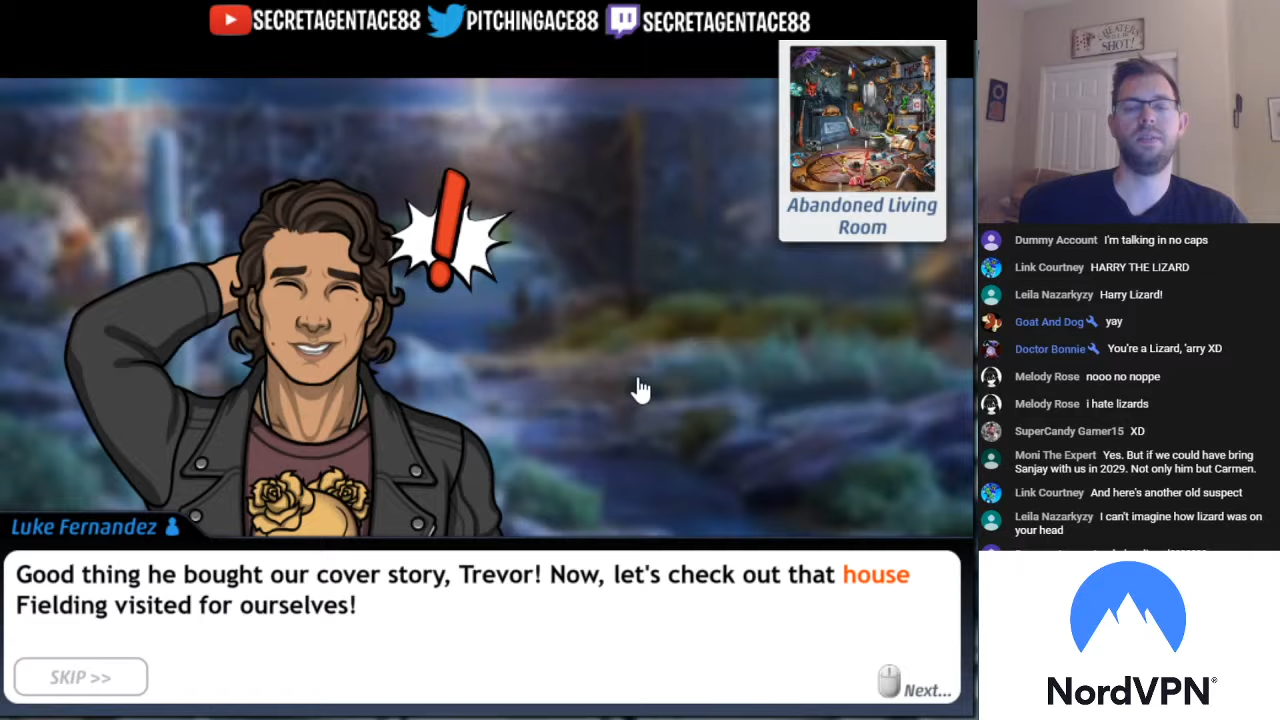 SECRETAGENTACE88 PITCHINGACE88 SECRETAGENTACE88
Abandoned Living
Room
SHOT!
Dummy Account I'm talking in no caps
Link Courtney HARRY THE LIZARD
Leila Nazarkyzy Harry Lizard!
Goat And Dog yay
Doctor Bonnie You're a Lizard, 'arry XD
Melody Rose nooo no noppe
Melody Rose i hate lizards
SuperCandy Gamer15 XD
Moni The Expert Yes. But if we could have bring
Sanjay with us in 2029. Not only him but Carmen.
Link Courtney And here's another old suspect
Leila Nazarkyzy I can't imagine how lizard was on
your head
Luke Fernandez
Good thing he bought our cover story, Trevor! Now, let's check out that house
Fielding visited for ourselves!
SKIP >>
Next...
NordVPN®